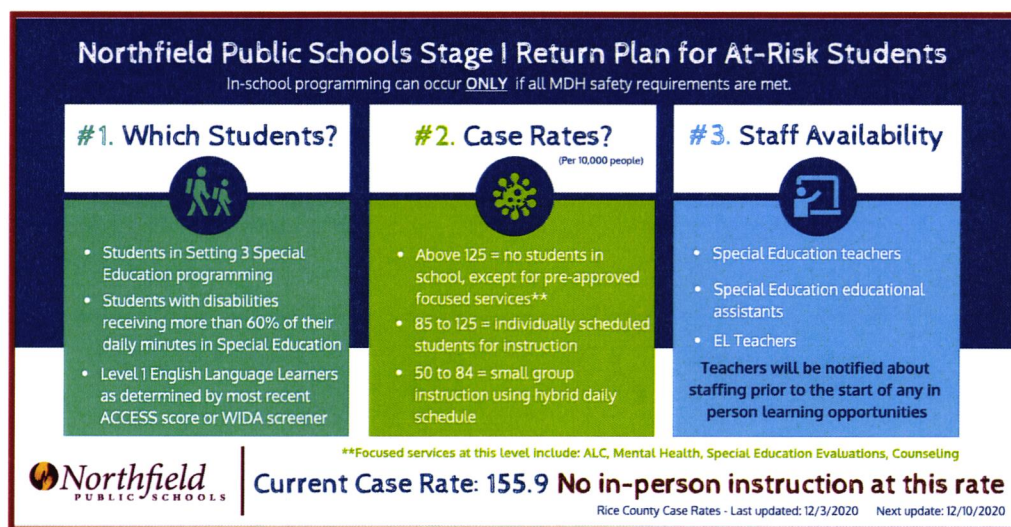 Northfield Public Schools Stage I Return Plan for At-Risk Students
In-school programming can occur ONLY if all MDH safety requirements are met.
#1. Which Students?
• Students in Setting 3 Special
Education programming
• Students with disabilities
receiving more than 60% of their
daily minutes in Special Education
• Level 1 English Language Learners
as determined by most recent
ACCESS score or WIDA screener
#2. Case Rates?
(Per 10,000 people)
• Above 125 = no students in
school, except for pre-approved
focused services**
• 85 to 125 = individually scheduled
students for instruction
• 50 to 84 = small group
instruction using hybrid daily
schedule
#3. Staff Availability
• Special Education teachers
• Special Education educational
assistants
• EL Teachers
Teachers will be notified about
staffing prior to the start of any in
person learning opportunities
**Focused services at this level include: ALC, Mental Health, Special Education Evaluations, Counseling
Northfield
PUBLIC SCHOOLS
Current Case Rate: 155.9 No in-person instruction at this rate
Rice County Case Rates - Last updated: 12/3/2020 Next update: 12/10/2020